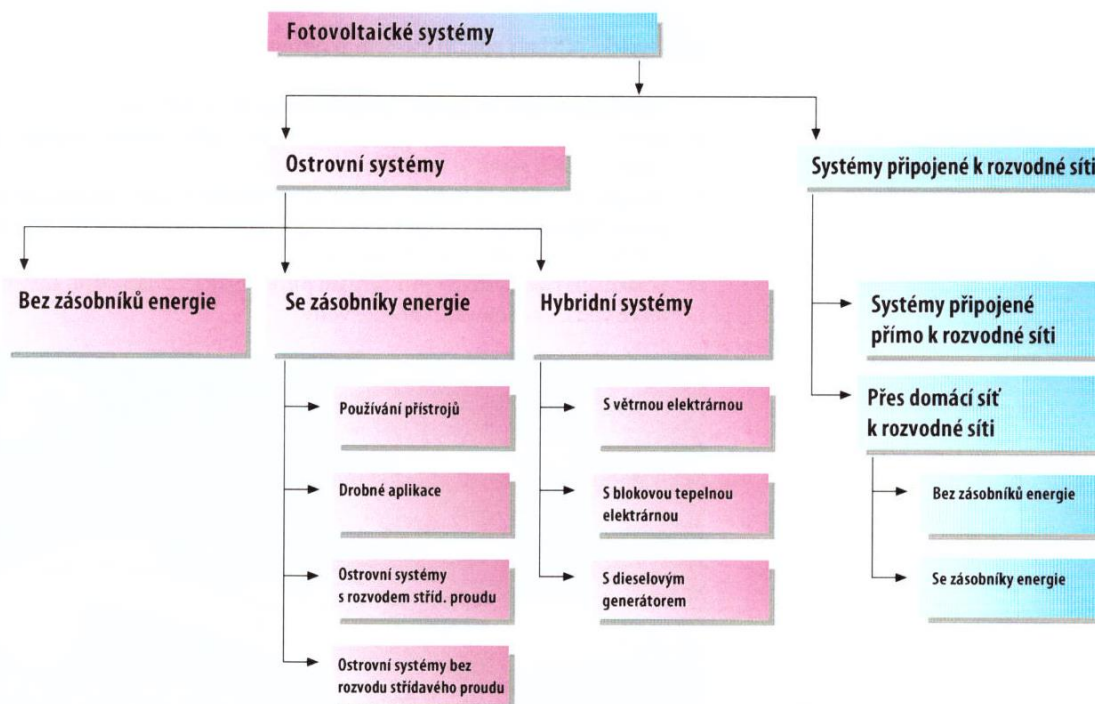 Fotovoltaické systémy
Ostrovní systémy
Systémy připojené k rozvodné síti
Bez zásobníků energie
Se zásobníky energie
Hybridní systémy
Systémy připojené
přímo k rozvodné síti
Používání přístrojů
S větrnou elektrárnou
Přes domácí síť
k rozvodné síti
Drobné aplikace
S blokovou tepelnou
elektrárnou
Bez zásobníků energie
Ostrovní systémy
s rozvodem stříd. proudu
S dieselovým
generátorem
Se zásobníky energie
Ostrovní systémy bez
rozvodu střídavého proudu